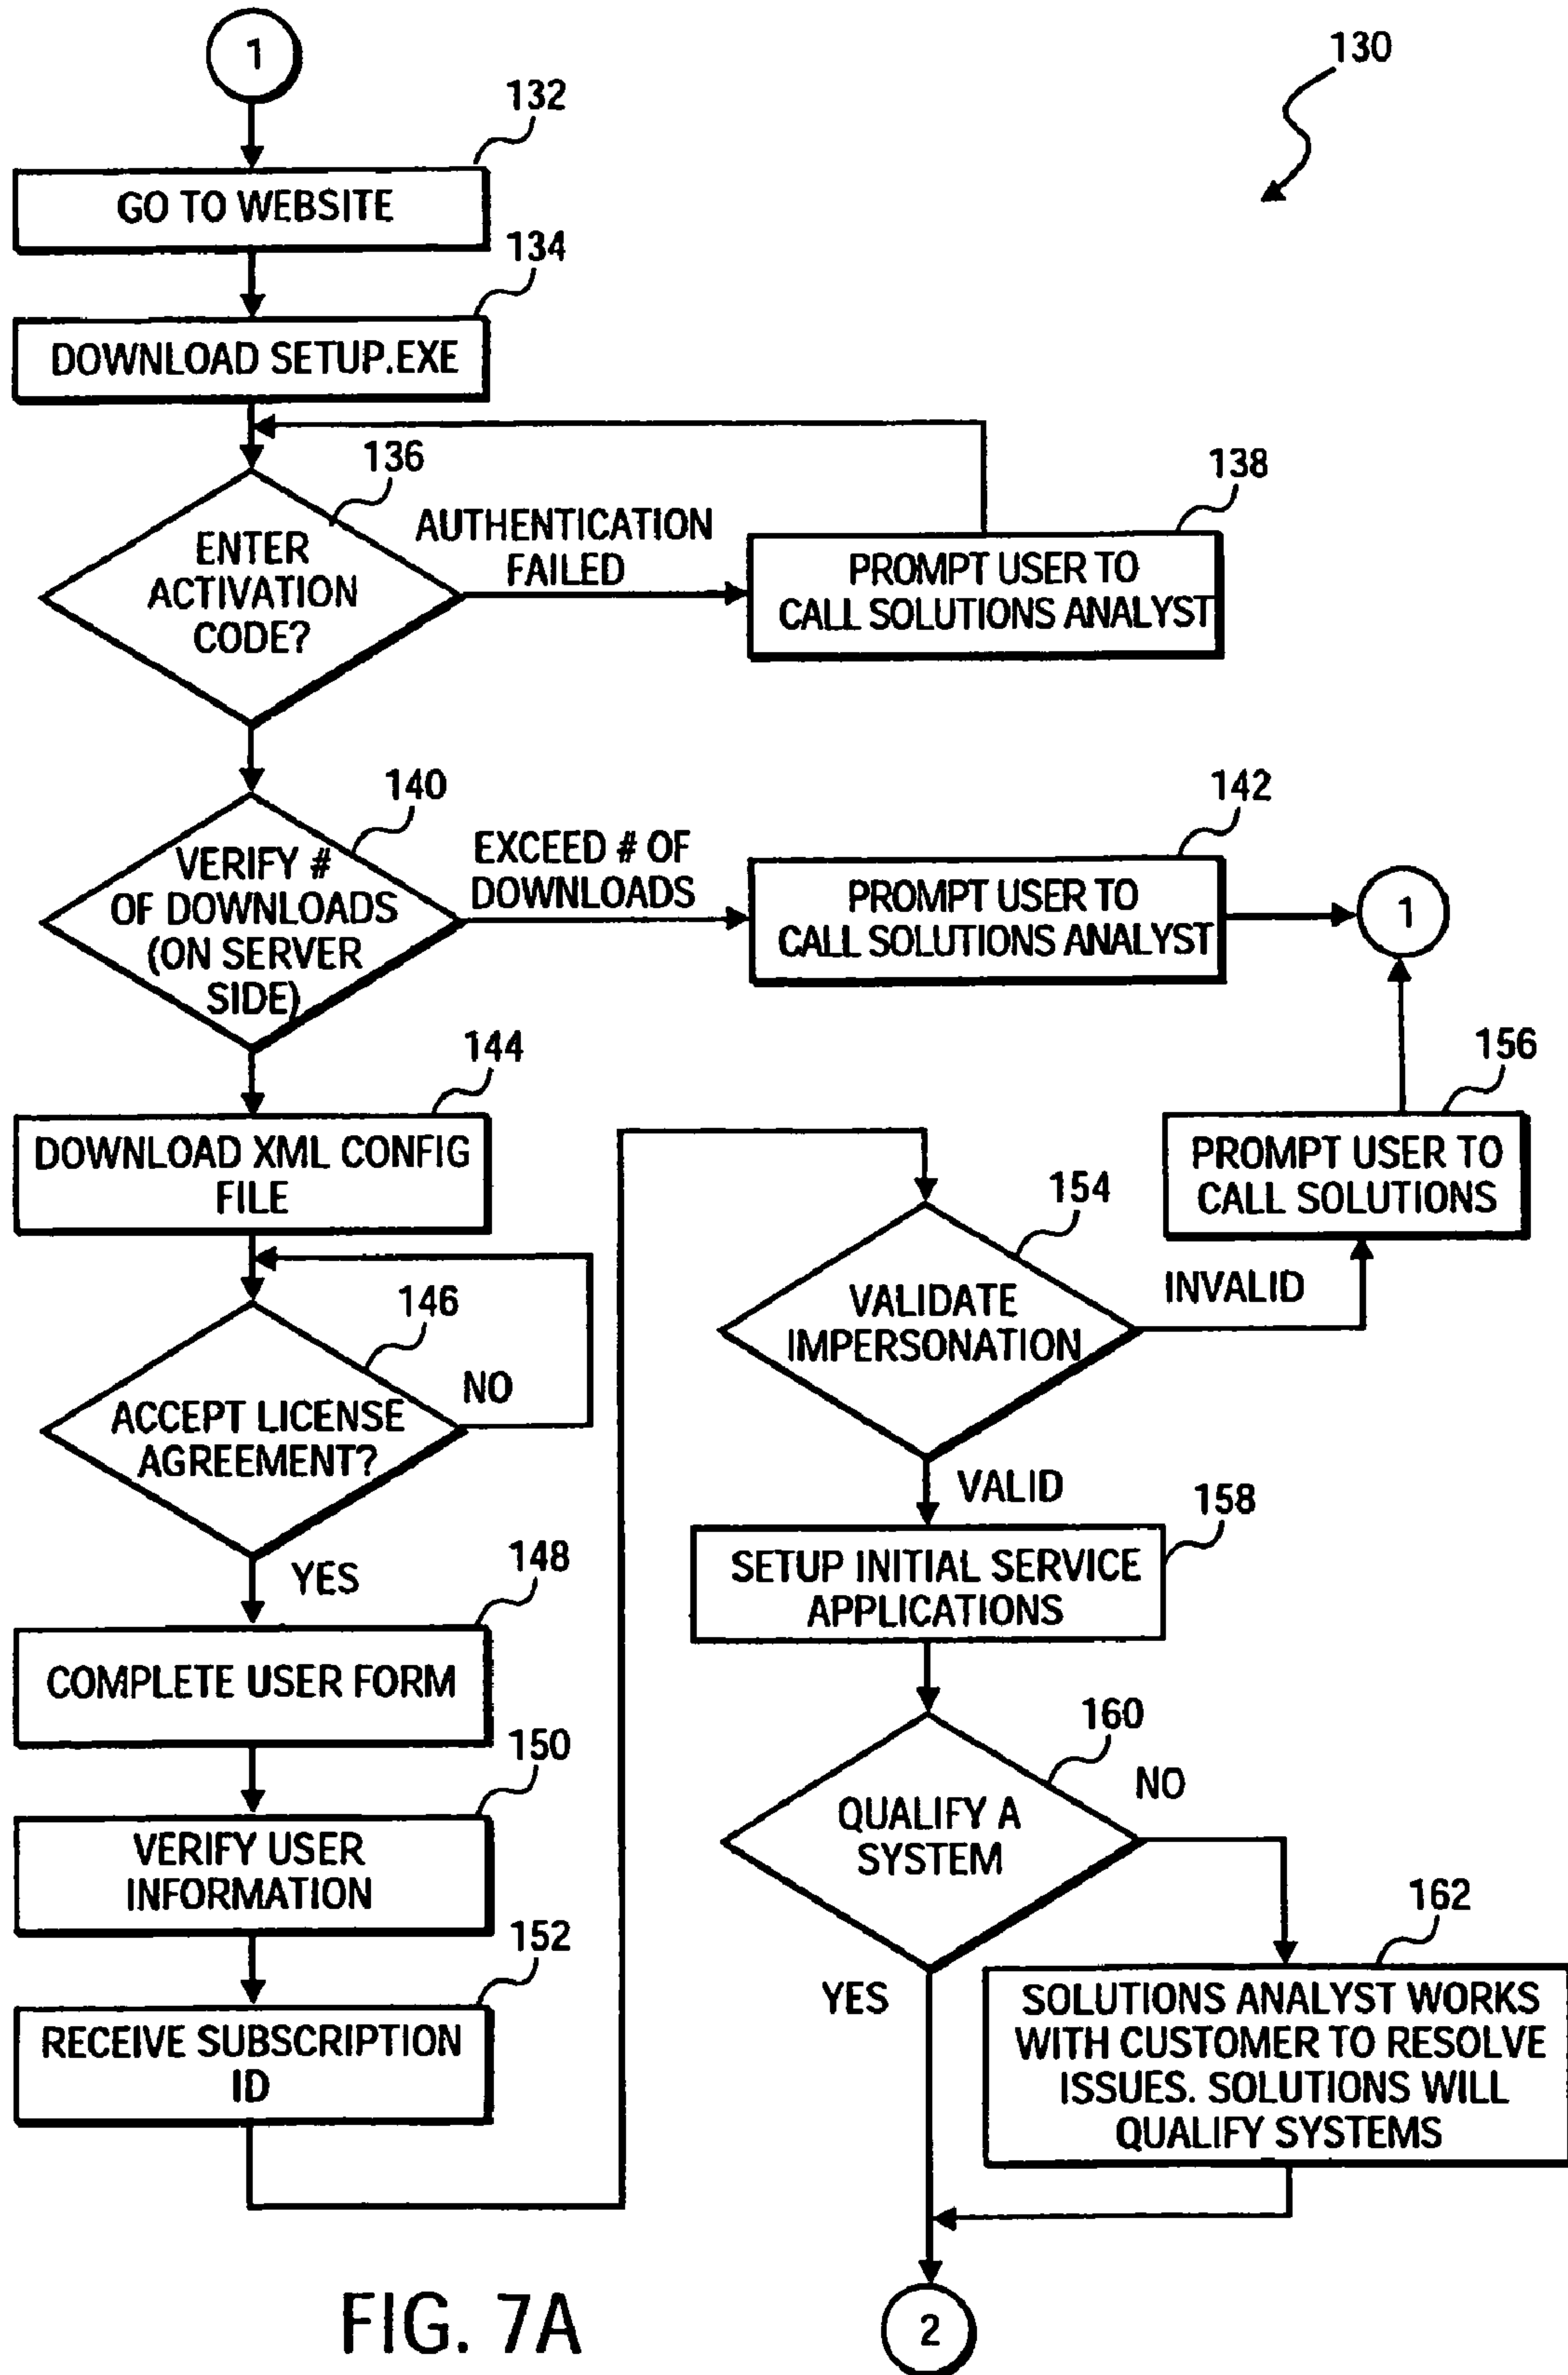 1
130
132
GO TO WEBSITE
134
DOWNLOAD SETUP.EXE
136
ENTER
ACTIVATION
CODE?
AUTHENTICATION
FAILED
138
PROMPT USER TO
CALL SOLUTIONS ANALYST
140
VERIFY #
OF DOWNLOADS
(ON SERVER
SIDE)
EXCEED # OF
DOWNLOADS
142
PROMPT USER TO
CALL SOLUTIONS ANALYST
1
144
DOWNLOAD XML CONFIG
FILE
146
ACCEPT LICENSE
AGREEMENT?
NO
YES
148
COMPLETE USER FORM
150
VERIFY USER
INFORMATION
152
RECEIVE SUBSCRIPTION
ID
154
VALIDATE
IMPERSONATION
INVALID
156
PROMPT USER TO
CALL SOLUTIONS
VALID
158
SETUP INITIAL SERVICE
APPLICATIONS
160
QUALIFY A
SYSTEM
NO
YES
162
SOLUTIONS ANALYST WORKS
WITH CUSTOMER TO RESOLVE
ISSUES. SOLUTIONS WILL
QUALIFY SYSTEMS
2
FIG. 7A